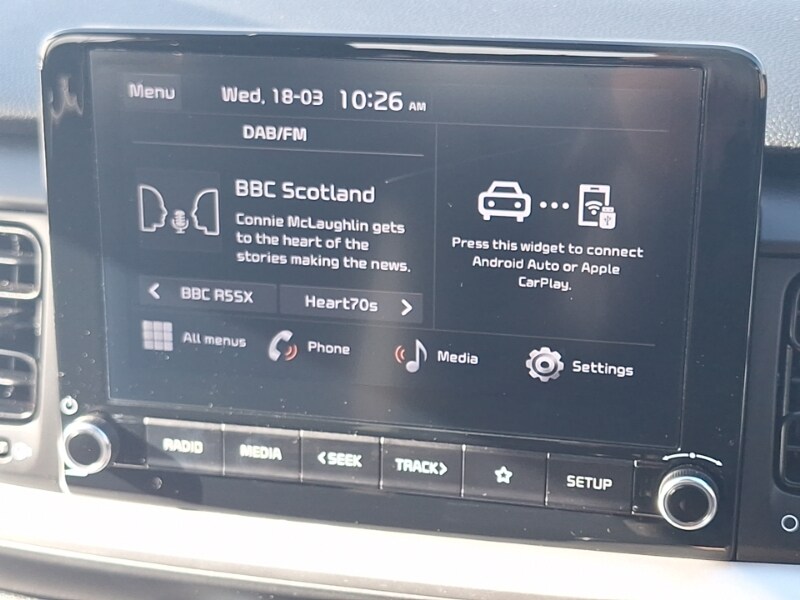 Menu
Wed, 18-03 10:26 AM
DAB/FM
BBC Scotland
Connie McLaughlin gets
to the heart of the
stories making the news.
BBC R5SX
Heart70s
Press this widget to connect
Android Auto or Apple
CarPlay.
All menus
Phone
Media
Settings
RADIO
MEDIA
<SEEK
TRACK>
SETUP